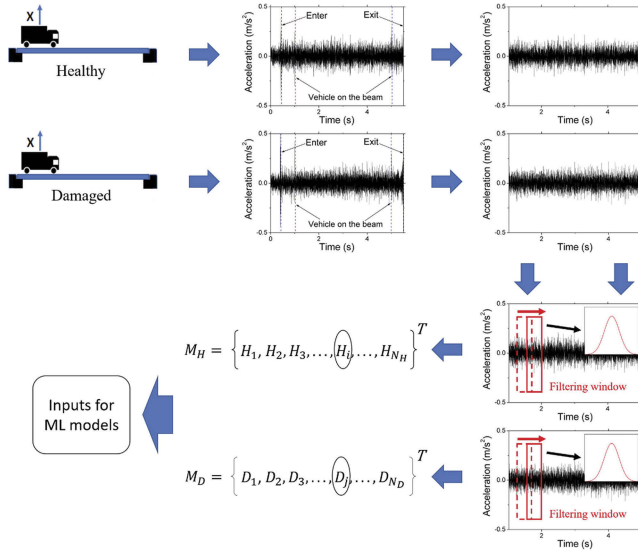 X
Healthy
Acceleration (m/s²)
0.5
0.0
-0.5
Enter
Exit
Vehicle on the beam
0 2 4
Time (s)
Acceleration (m/s²)
0.5
0.0
-0.5
2 4
Time (s)
X
Damaged
Acceleration (m/s²)
0.5
0.0
-0.5
Enter
Exit
Vehicle on the beam
0 2 4
Time (s)
Acceleration (m/s²)
0.5
0.0
-0.5
2 4
Time (s)
M_H = {H_1, H_2, H_3, ..., H_i, ..., H_{N_H}}^T
Acceleration (m/s²)
0.5
0.0
-0.5
Filtering window
2 4
Time (s)
Inputs for
ML models
M_D = {D_1, D_2, D_3, ..., D_j, ..., D_{N_D}}^T
Acceleration (m/s²)
0.5
0.0
-0.5
Filtering window
2 4
Time (s)